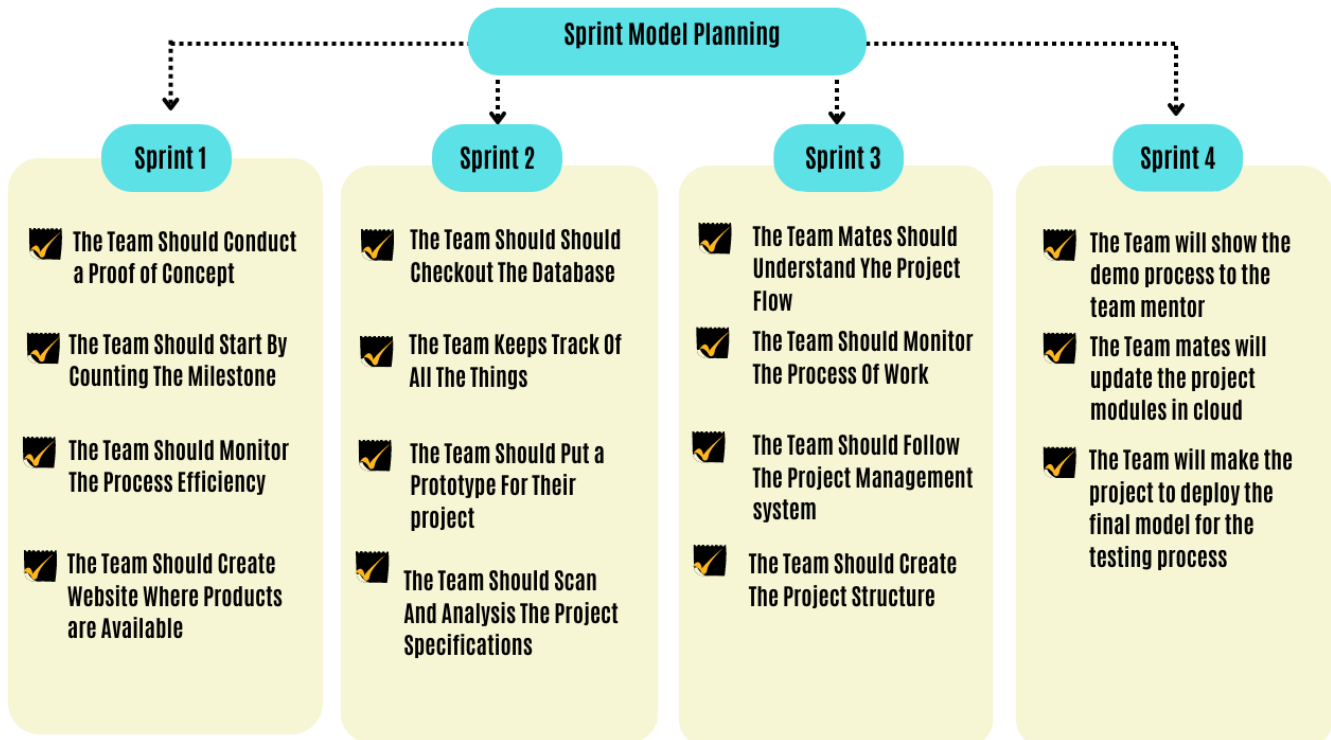 Sprint Model Planning
Sprint 1
The Team Should Conduct
a Proof of Concept
The Team Should Start By
Counting The Milestone
The Team Should Monitor
The Process Efficiency
The Team Should Create
Website Where Products
are Available
Sprint 2
The Team Should Should
Checkout The Database
The Team Keeps Track Of
All The Things
The Team Should Put a
Prototype For Their
project
The Team Should Scan
And Analysis The Project
Specifications
Sprint 3
The Team Mates Should
Understand Yhe Project
Flow
The Team Should Monitor
The Process Of Work
The Team Should Follow
The Project Management
system
The Team Should Create
The Project Structure
Sprint 4
The Team will show the
demo process to the
team mentor
The Team mates will
update the project
modules in cloud
The Team will make the
project to deploy the
final model for the
testing process